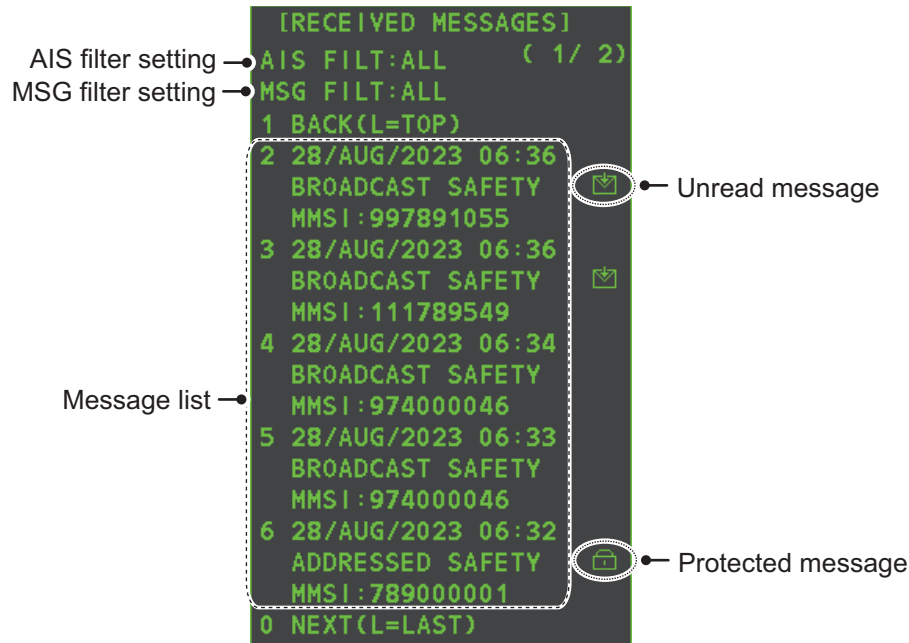 [RECEIVED MESSAGES]
AIS filter setting
AIS FILT:ALL ( 1/ 2)
MSG filter setting
MSG FILT:ALL
1 BACK(L=TOP)
2 28/AUG/2023 06:36
BROADCAST SAFETY
Unread message
MMSI:997891055
3 28/AUG/2023 06:36
BROADCAST SAFETY
MMSI:111789549
4 28/AUG/2023 06:34
BROADCAST SAFETY
Message list
MMSI:974000046
5 28/AUG/2023 06:33
BROADCAST SAFETY
MMSI:974000046
6 28/AUG/2023 06:32
ADDRESSED SAFETY
Protected message
MMSI:789000001
0 NEXT(L=LAST)